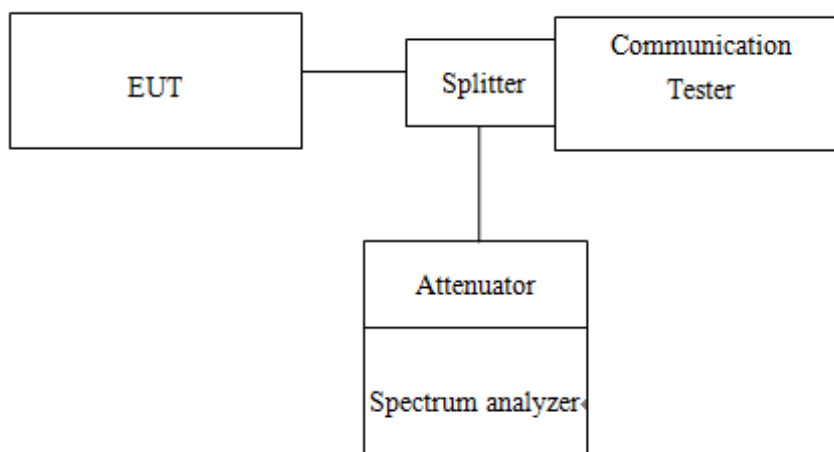 EUT
Splitter
Communication
Tester
Attenuator
Spectrum analyzer